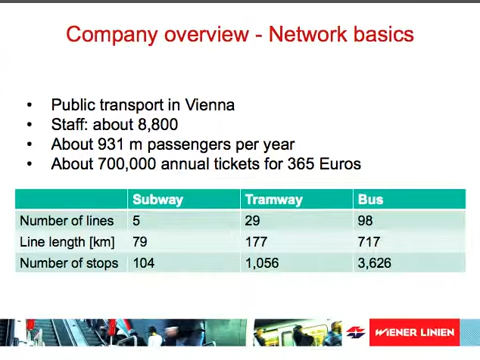 Company overview - Network basics
• Public transport in Vienna
• Staff: about 8,800
• About 931 m passengers per year
• About 700,000 annual tickets for 365 Euros
Subway Tramway Bus
Number of lines 5 29 98
Line length [km] 79 177 717
Number of stops 104 1,056 3,626
WIENER LINIEN